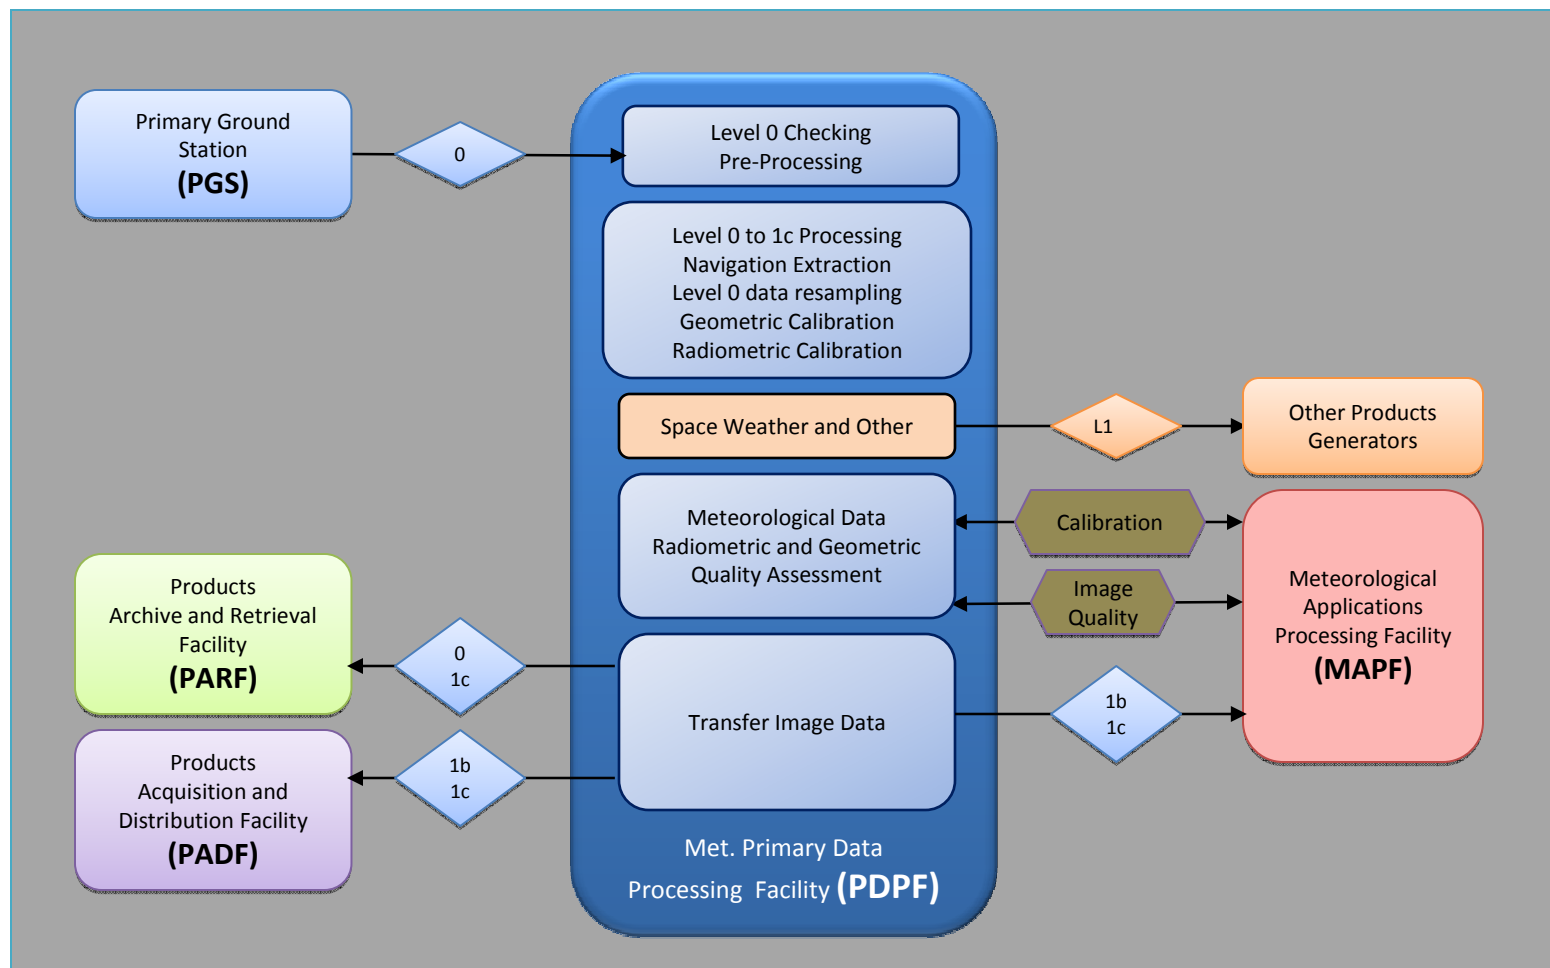 Primary Ground
Station
(PGS)
0
Level 0 Checking
Pre-Processing
Level 0 to 1c Processing
Navigation Extraction
Level 0 data resampling
Geometric Calibration
Radiometric Calibration
Space Weather and Other
L1
Other Products
Generators
Meteorological Data
Radiometric and Geometric
Quality Assessment
Calibration
Image
Quality
Meteorological
Applications
Processing Facility
(MAPF)
Products
Archive and Retrieval
Facility
(PARF)
0
1c
Transfer Image Data
1b
1c
Products
Acquisition and
Distribution Facility
(PADF)
1b
1c
Met. Primary Data
Processing Facility (PDPF)